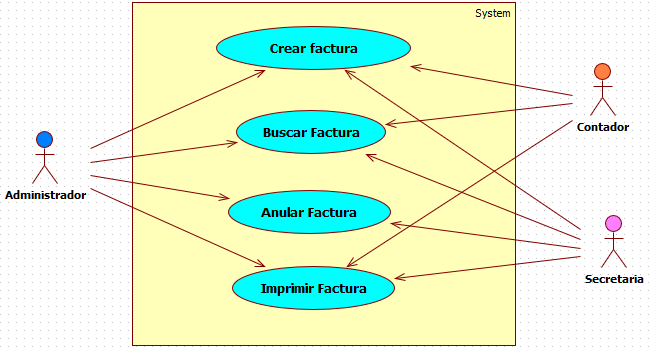 System
Crear factura
Contador
Buscar Factura
Administrador
Anular Factura
Secretaria
Imprimir Factura